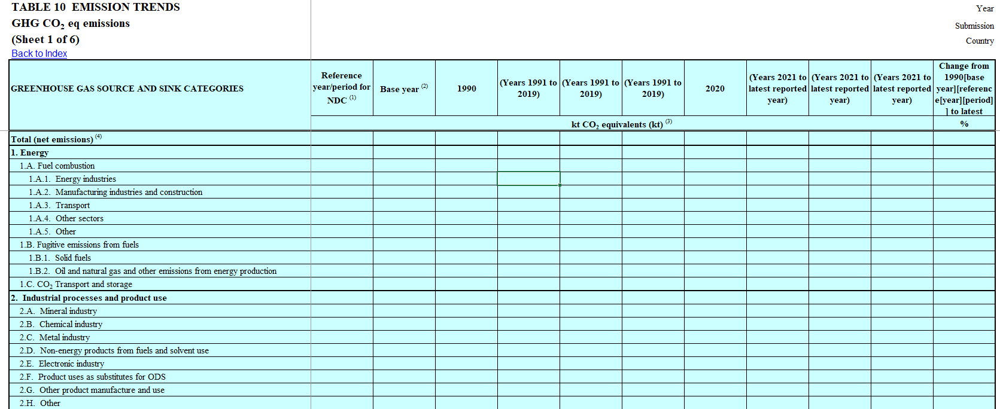 TABLE 10 EMISSION TRENDS
GHG CO₂ eq emissions
(Sheet 1 of 6)
Back to Index
Year
Submission
Country
GREENHOUSE GAS SOURCE AND SINK CATEGORIES
Reference
year/period for
NDC (1)
Base year (2)
1990
(Years 1991 to
2019)
(Years 1991 to
2019)
(Years 1991 to
2019)
2020
(Years 2021 to
latest reported
year)
(Years 2021 to
latest reported
year)
(Years 2021 to
latest reported
year)
Change from
1990[base
year][referenc
e[year][period]
] to latest
kt CO₂ equivalents (kt) (3)
%
Total (net emissions) (4)
1. Energy
1.A. Fuel combustion
1.A.1. Energy industries
1.A.2. Manufacturing industries and construction
1.A.3. Transport
1.A.4. Other sectors
1.A.5. Other
1.B. Fugitive emissions from fuels
1.B.1. Solid fuels
1.B.2. Oil and natural gas and other emissions from energy production
1.C. CO₂ Transport and storage
2. Industrial processes and product use
2.A. Mineral industry
2.B. Chemical industry
2.C. Metal industry
2.D. Non-energy products from fuels and solvent use
2.E. Electronic industry
2.F. Product uses as substitutes for ODS
2.G. Other product manufacture and use
2.H. Other